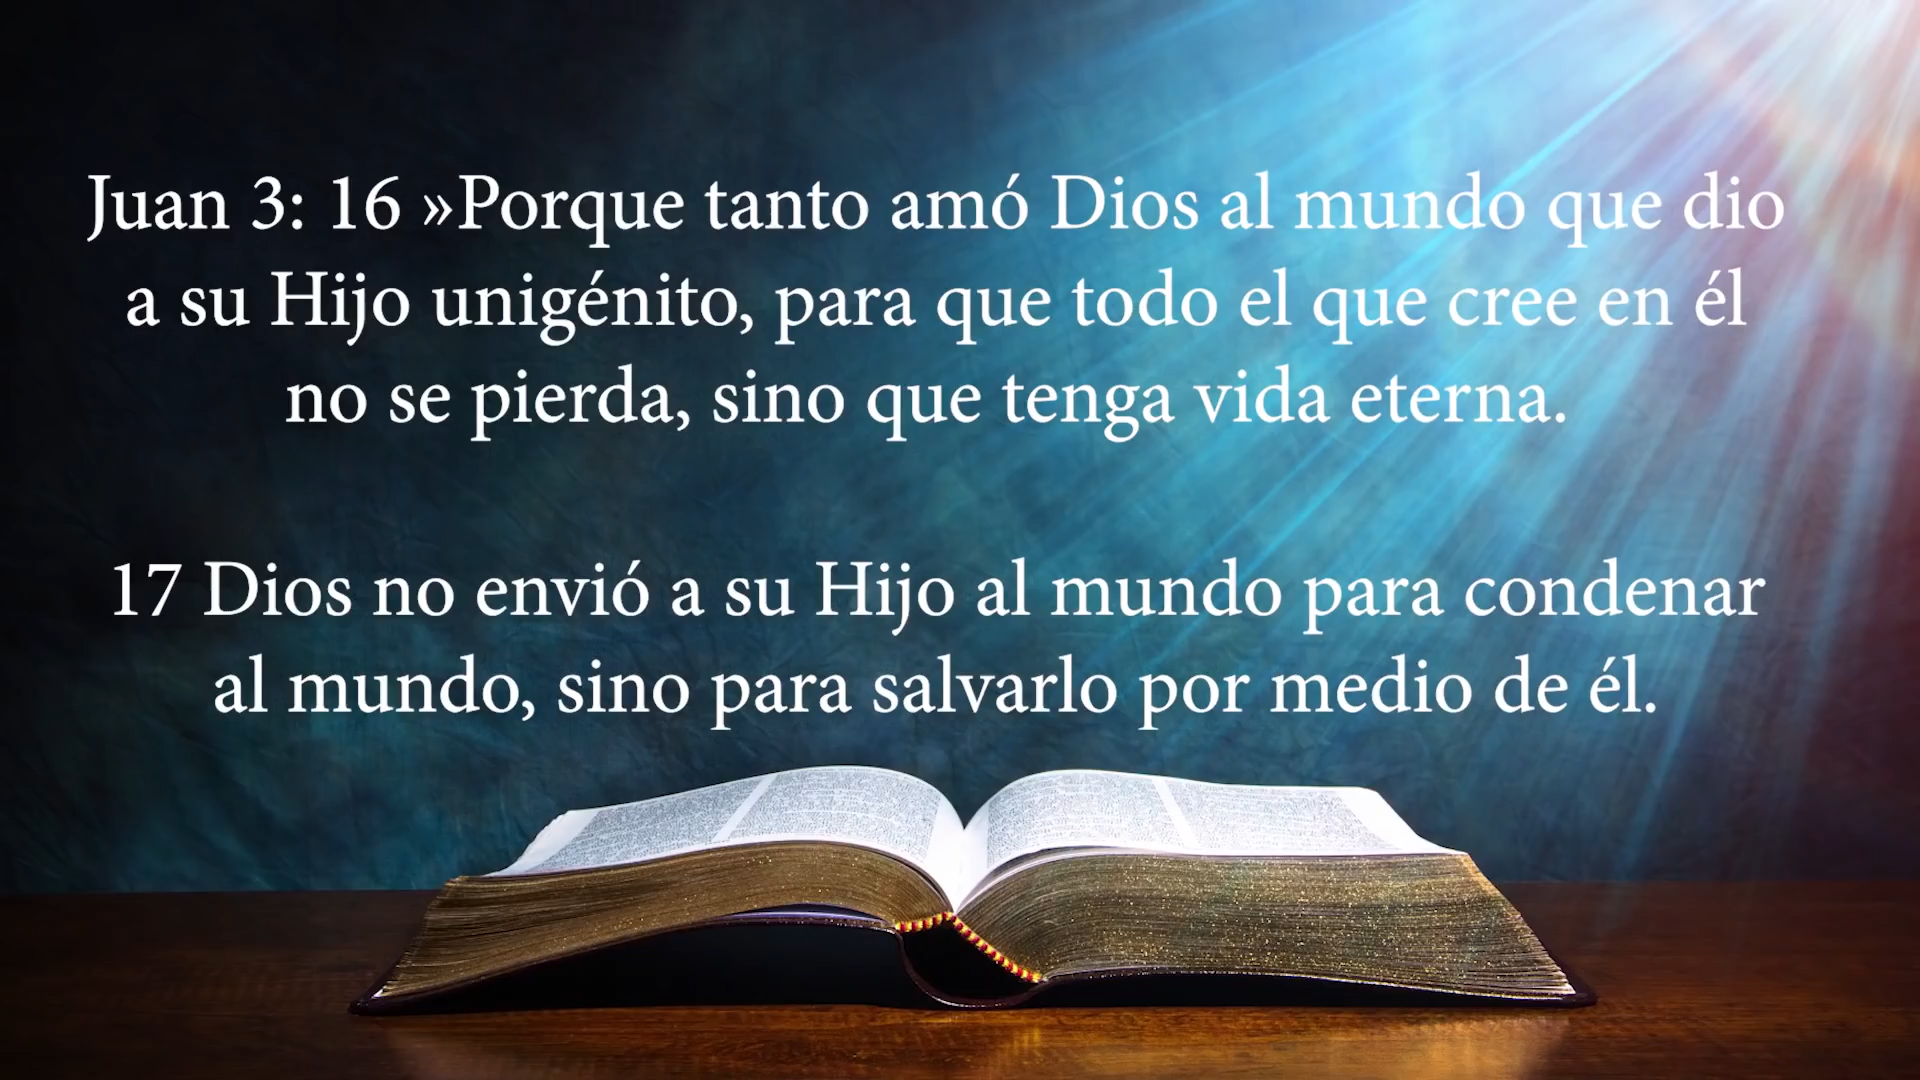 Juan 3: 16 »Porque tanto amó Dios al mundo que dio
a su Hijo unigénito, para que todo el que cree en él
no se pierda, sino que tenga vida eterna.
17 Dios no envió a su Hijo al mundo para condenar
al mundo, sino para salvarlo por medio de él.